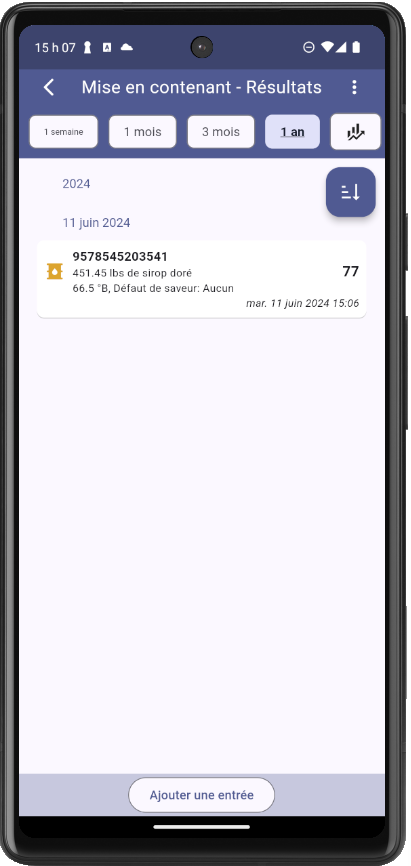 15 h 07
Mise en contenant - Résultats
1 semaine
1 mois
3 mois
1 an
2024
11 juin 2024
9578545203541
451.45 lbs de sirop doré
77
66.5 °B, Défaut de saveur: Aucun
mar. 11 juin 2024 15:06
Ajouter une entrée